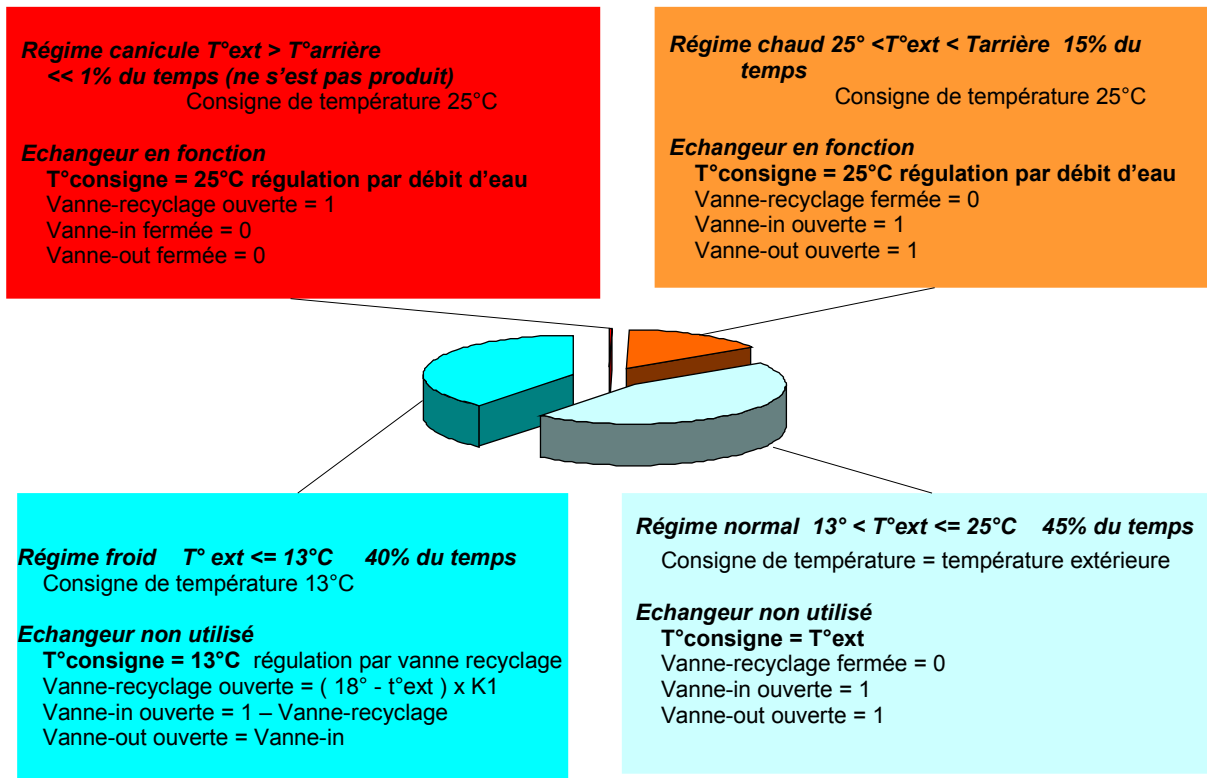 Régime canicule T°ext > T°arrière
<< 1% du temps (ne s'est pas produit)
Consigne de température 25°C
Echangeur en fonction
T°consigne = 25°C régulation par débit d'eau
Vanne-recyclage ouverte = 1
Vanne-in fermée = 0
Vanne-out fermée = 0
Régime chaud 25° <T°ext < Tarrière 15% du
temps
Consigne de température 25°C
Echangeur en fonction
T°consigne = 25°C régulation par débit d'eau
Vanne-recyclage fermée = 0
Vanne-in ouverte = 1
Vanne-out ouverte = 1
Régime froid T° ext <= 13°C 40% du temps
Consigne de température 13°C
Echangeur non utilisé
T°consigne = 13°C régulation par vanne recyclage
Vanne-recyclage ouverte = ( 18° - t°ext ) x K1
Vanne-in ouverte = 1 – Vanne-recyclage
Vanne-out ouverte = Vanne-in
Régime normal 13° < T°ext <= 25°C 45% du temps
Consigne de température = température extérieure
Echangeur non utilisé
T°consigne = T°ext
Vanne-recyclage fermée = 0
Vanne-in ouverte = 1
Vanne-out ouverte = 1